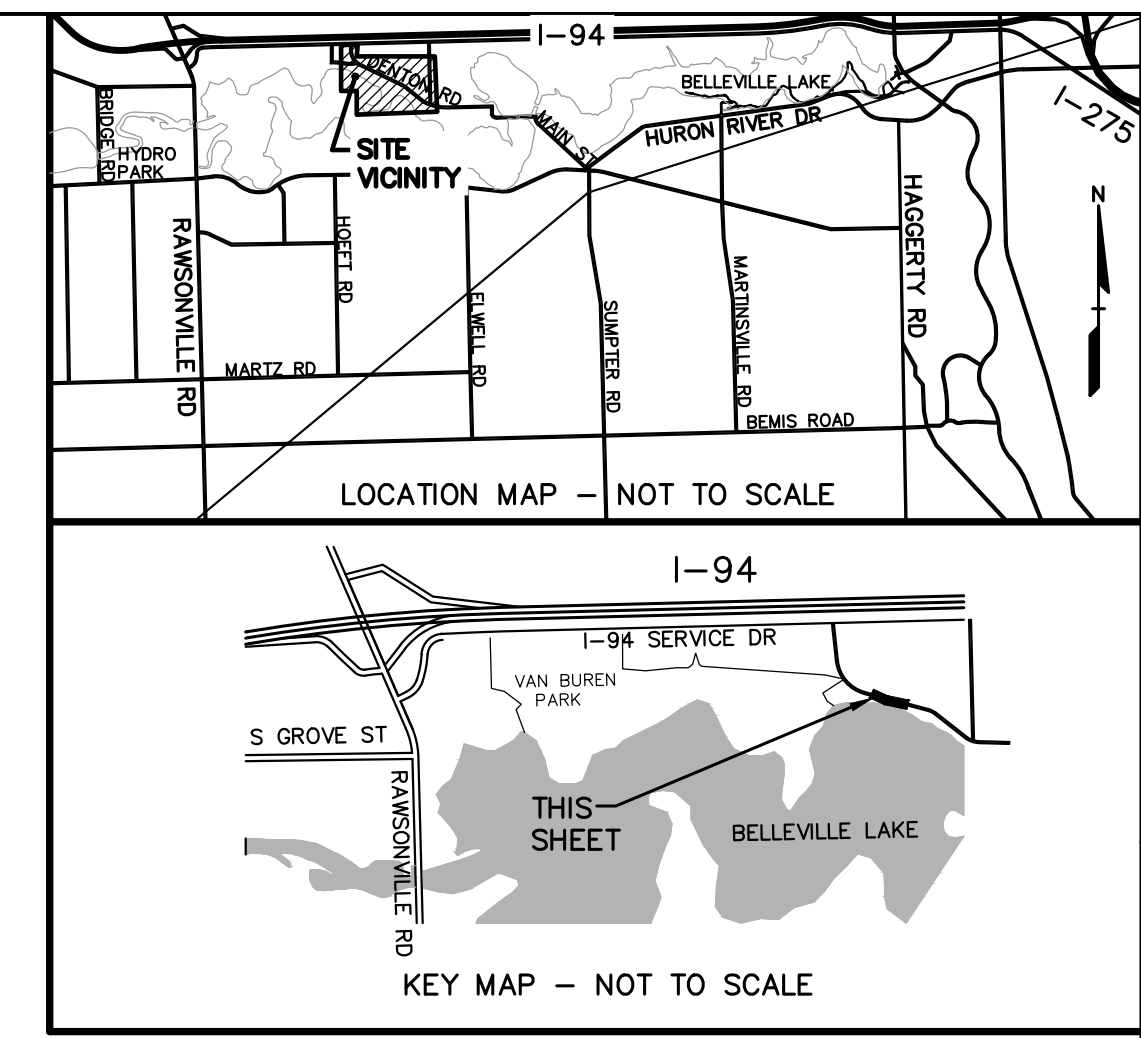 I-94
DENTON RD
BELLEVILLE LAKE
I-275
BRIDGE RD
HYDRO
PARK
MAIN ST
HURON RIVER DR
SITE
VICINITY
N
RAWSONVILLE RD
HOEFT RD
ELWELL RD
SUMPTER RD
MARTINSVILLE RD
HAGGERTY RD
MARTZ RD
BEMIS ROAD
LOCATION MAP - NOT TO SCALE
I-94
I-94 SERVICE DR
VAN BUREN
PARK
S GROVE ST
RAWSONVILLE RD
THIS
SHEET
BELLEVILLE LAKE
KEY MAP - NOT TO SCALE